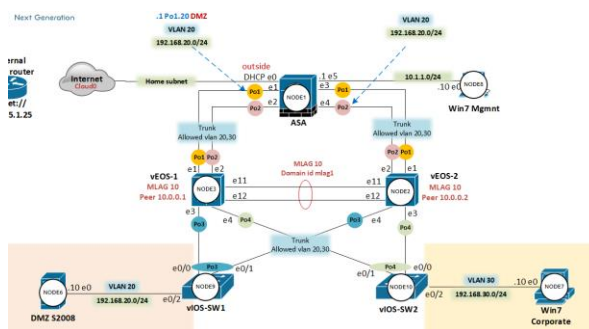 Next Generation
.1 Po1.20 DMZ
VLAN 20
192.168.20.0/24
VLAN 20
192.168.20.0/24
ernal
router
et://
5.1.25
Internet
Cloud0
Home subnet
outside
DHCP e0
.1 e5
10.1.1.0/24
.10 e0
NODE8
Win7 Mgmnt
Po1
e1
e3
Po1
NODE1
Po2
e2
e4
Po2
ASA
Trunk
Allowed vlan 20,30
Trunk
Allowed vlan 20,30
Po1
Po2
Po2
Po1
e1
e2
e2
e1
vEOS-1
MLAG 10
Peer 10.0.0.1
NODE3
e11
e12
MLAG 10
Domain id mlag1
e11
e12
NODE2
vEOS-2
MLAG 10
Peer 10.0.0.2
e3
e4
e4
e3
Po3
Po4
Po3
Po4
Trunk
Allowed vlan 20,30
e0/0
Po3
e0/1
e0/1
Po4
e0/0
NODE6
.10 e0
VLAN 20
192.168.20.0/24
e0/2
NODE9
NODE10
e0/2
VLAN 30
192.168.30.0/24
.10 e0
NODE7
DMZ S2008
vIOS-SW1
vIOS-SW2
Win7
Corporate